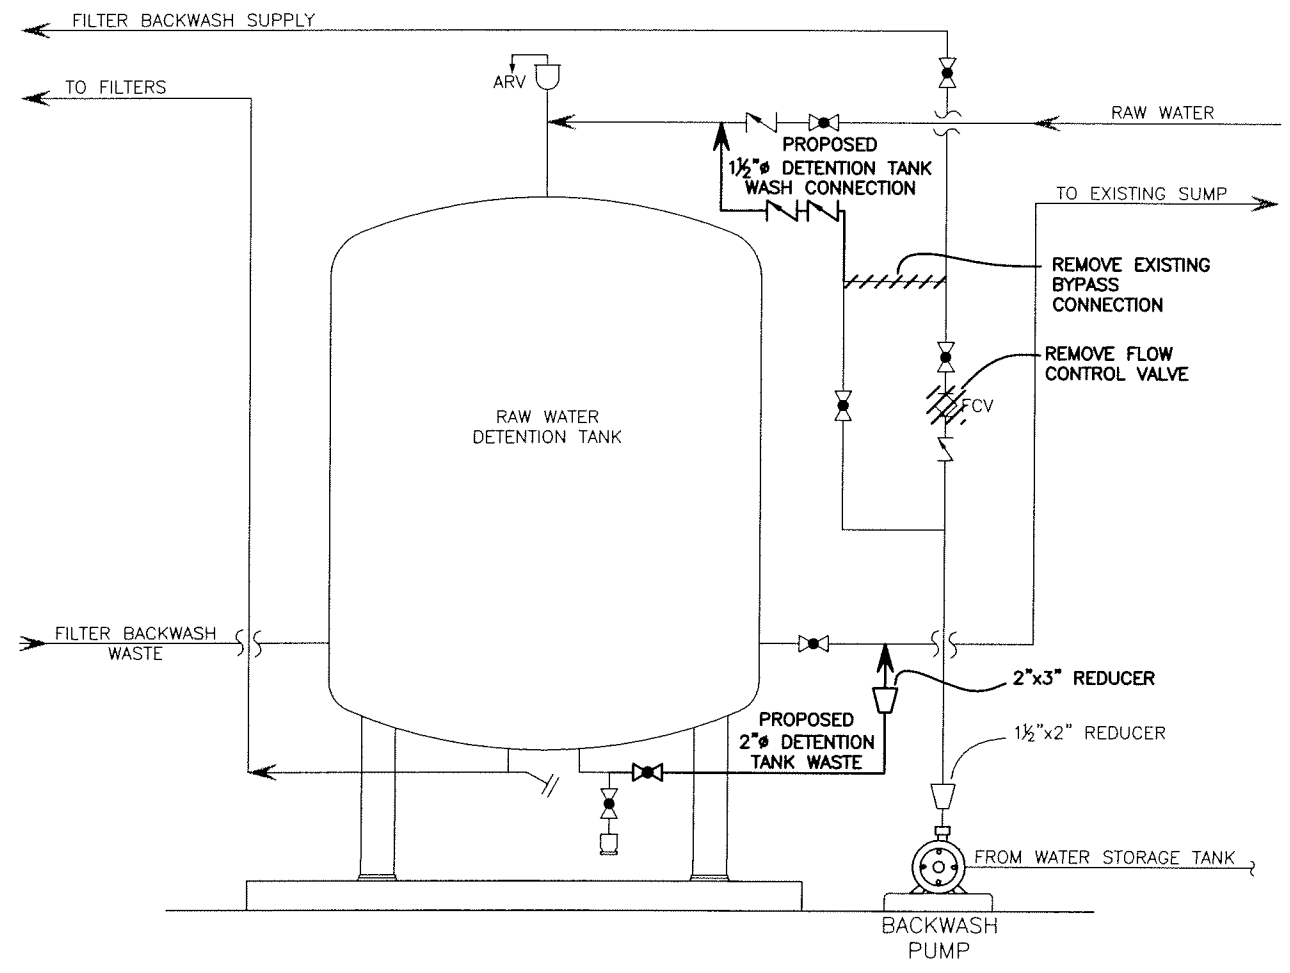 FILTER BACKWASH SUPPLY
TO FILTERS
ARV
RAW WATER
PROPOSED
1½"ø DETENTION TANK
WASH CONNECTION
TO EXISTING SUMP
REMOVE EXISTING
BYPASS
CONNECTION
REMOVE FLOW
CONTROL VALVE
FCV
RAW WATER
DETENTION TANK
FILTER BACKWASH
WASTE
2"x3" REDUCER
PROPOSED
2"ø DETENTION
TANK WASTE
1½"x2" REDUCER
FROM WATER STORAGE TANK
BACKWASH
PUMP